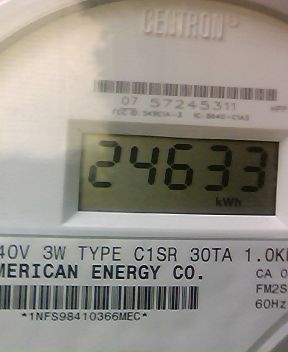 CENTRON®
07 57245311
24633
kWh
40V 3W TYPE C1SR 30TA 1.0K
MERICAN ENERGY CO.
CA 0
FM2S
60Hz
*1NFS98410366MEC*